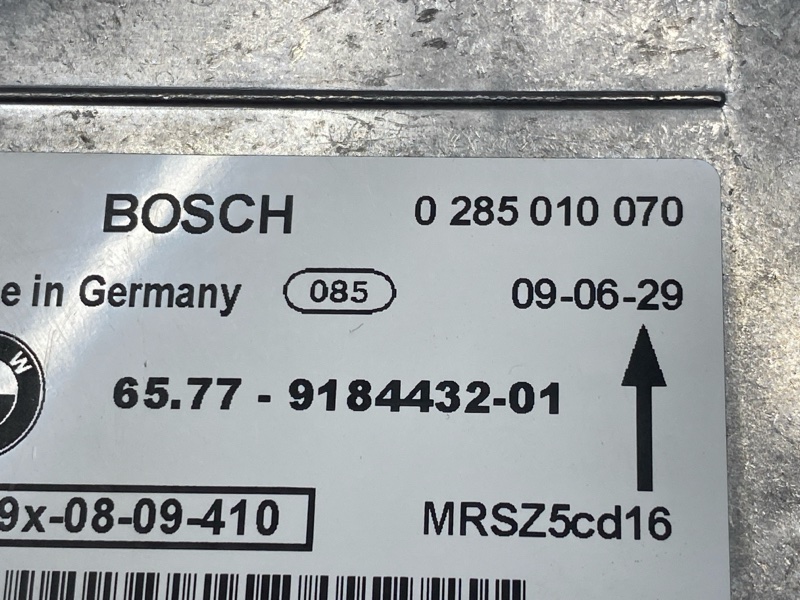 BOSCH 0 285 010 070
e in Germany 085 09-06-29
W
65.77 - 9184432-01
9x-08-09-410 MRSZ5cd16